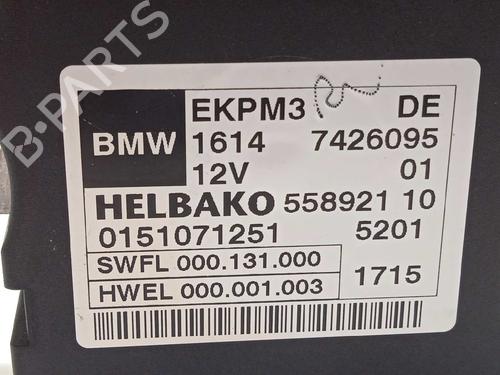 B-PARTS
EKPM3 DE
BMW 1614 7426095
12V 01
HELBAKO 558921 10
0151071251 5201
SWFL 000.131.000
HWEL 000.001.003 1715